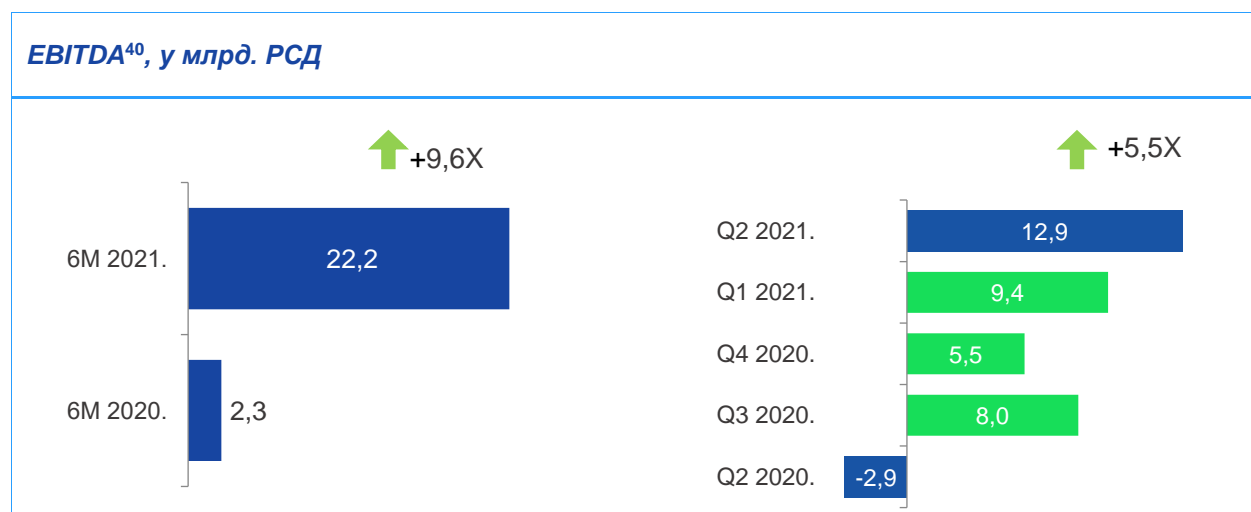 EBITDA⁴⁰, у млрд. РСД
+9,6X
6M 2021.
22,2
6M 2020.
2,3
+5,5X
Q2 2021.
12,9
Q1 2021.
9,4
Q4 2020.
5,5
Q3 2020.
8,0
Q2 2020.
-2,9